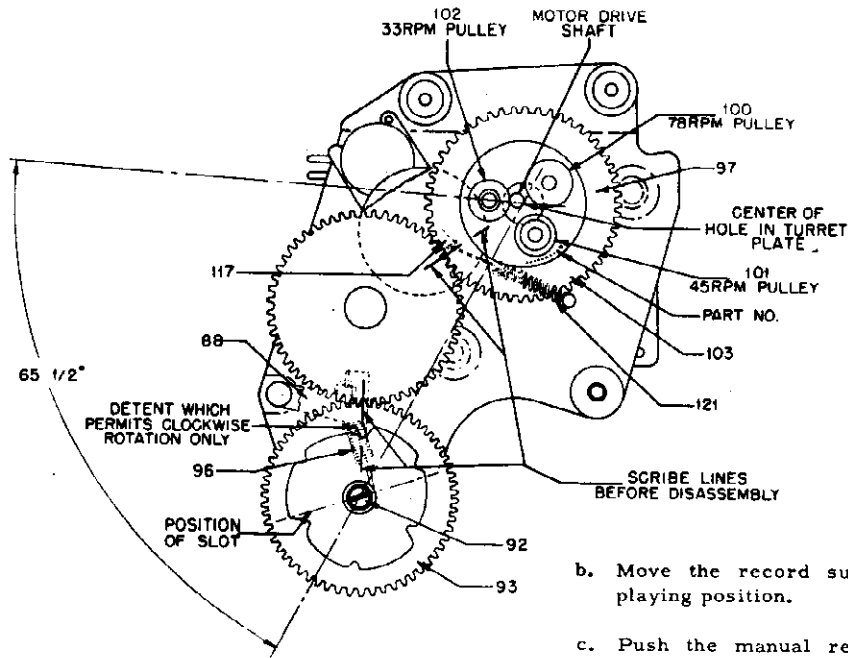 102
33RPM PULLEY
MOTOR DRIVE
SHAFT
100
78RPM PULLEY
97
CENTER OF
HOLE IN TURRET
PLATE
101
45RPM PULLEY
PART NO.
103
121
117
88
65 1/2°
DETENT WHICH
PERMITS CLOCKWISE
ROTATION ONLY
96
POSITION
OF SLOT
SCRIBE LINES
BEFORE DISASSEMBLY
92
93
b. Move the record su
playing position.
c. Push the manual re